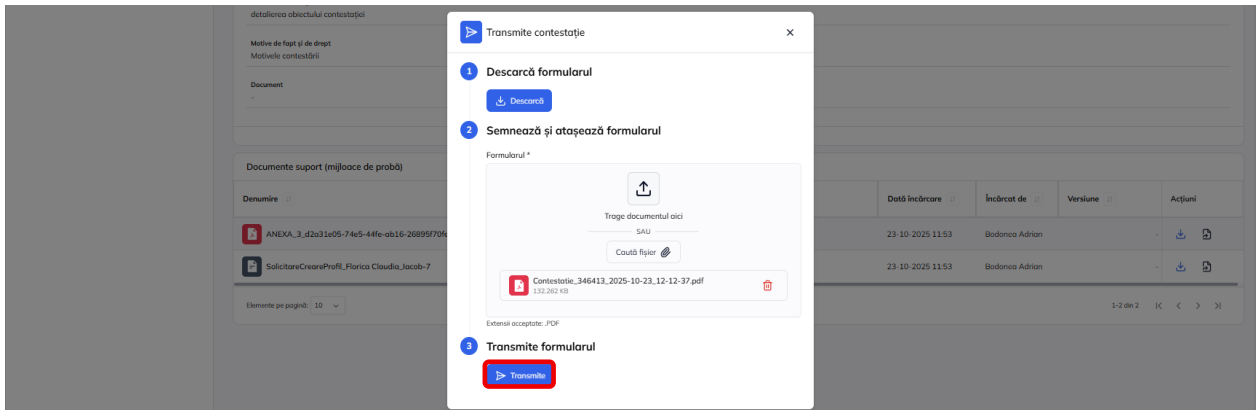 detalierea obiectului contestației
Motive de fapt și de drept
Motivele contestării
Document
-
Documente suport (mijloace de probă)
Denumire
Dată încărcare
Încărcat de
Versiune
Acțiuni
ANEXA_3_d2a31e05-74e5-44fe-ab16-26895f70f
23-10-2025 11:53
Bodonea Adrian
-
SolicitareCreareProfil_Florica Claudia_Iacob-7
23-10-2025 11:53
Bodonea Adrian
-
Elemente pe pagină: 10
1-2 din 2
Transmite contestație
1 Descarcă formularul
Descarcă
2 Semnează și atașează formularul
Formularul *
Trage documentul aici
SAU
Caută fișier
Contestatie_346413_2025-10-23_12-12-37.pdf
132.262 KB
Extensii acceptate: .PDF
3 Transmite formularul
Transmite